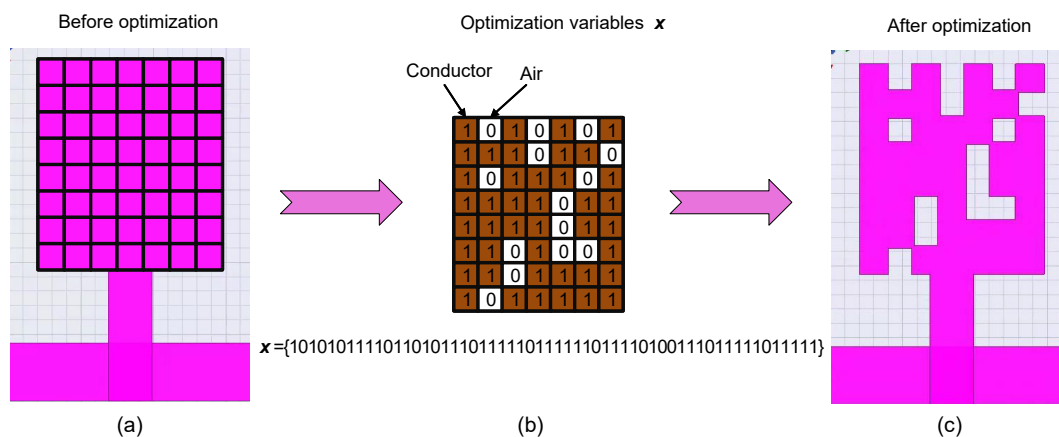 Before optimization
Optimization variables x
After optimization
Conductor
Air
1 0 1 0 1 0 1
1 1 1 0 1 1 0
1 0 1 1 1 0 1
1 1 1 1 0 1 1
1 1 1 1 0 1 1
1 1 0 1 0 0 1
1 1 0 1 1 1 1
1 0 1 1 1 1 1
x={10101011110110101110111110111111011110100111011111011111}
(a)
(b)
(c)